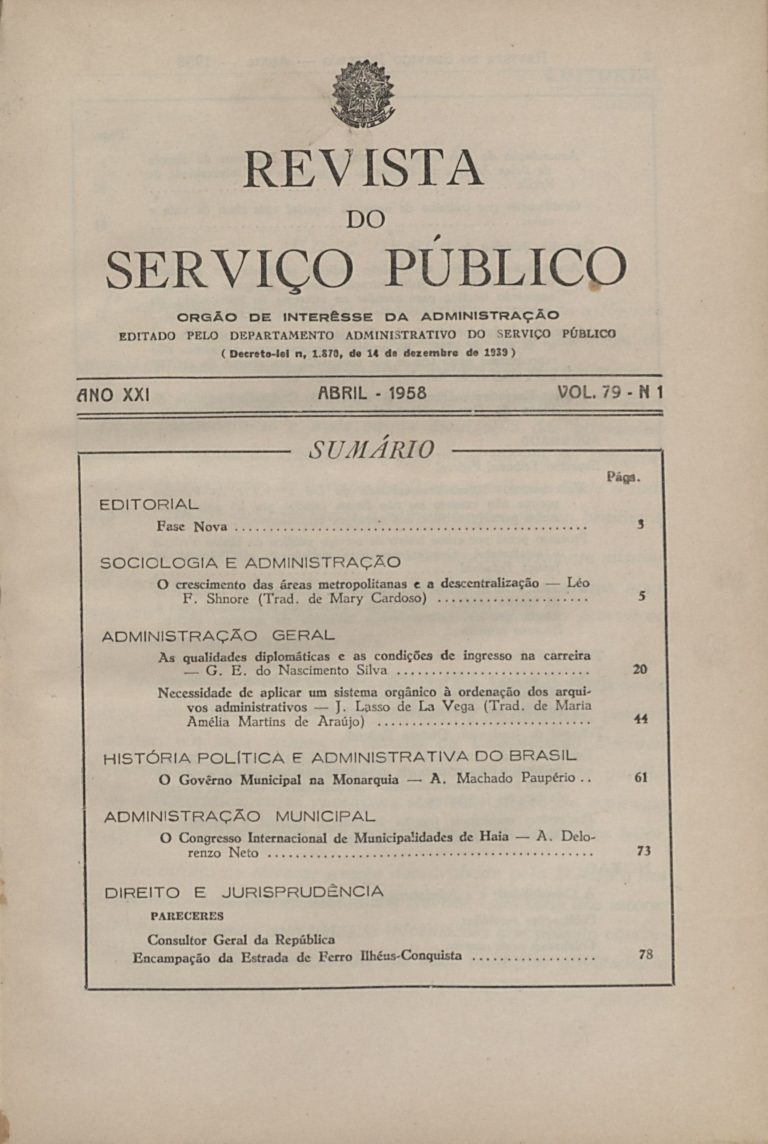 REVISTA
DO
SERVIÇO PÚBLICO
ORGÃO DE INTERÊSSE DA ADMINISTRAÇÃO
EDITADO PELO DEPARTAMENTO ADMINISTRATIVO DO SERVIÇO PÚBLICO
( Decreto-lei n, 1.870, de 14 de dezembro de 1939 )
ANO XXI ABRIL - 1958 VOL. 79 - N 1
SUMÁRIO
Págs.
EDITORIAL
Fase Nova .................................................... 3
SOCIOLOGIA E ADMINISTRAÇÃO
O crescimento das áreas metropolitanas e a descentralização — Léo
F. Shnore (Trad. de Mary Cardoso) ...................... 5
ADMINISTRAÇÃO GERAL
As qualidades diplomáticas e as condições de ingresso na carreira
— G. E. do Nascimento Silva ............................ 20
Necessidade de aplicar um sistema orgânico à ordenação dos arqui-
vos administrativos — J. Lasso de La Vega (Trad. de Maria
Amélia Martins de Araújo) ............................... 44
HISTÓRIA POLÍTICA E ADMINISTRATIVA DO BRASIL
O Govêrno Municipal na Monarquia — A. Machado Paupério .. 61
ADMINISTRAÇÃO MUNICIPAL
O Congresso Internacional de Municipalidades de Haia — A. Delo-
renzo Neto ............................................... 73
DIREITO E JURISPRUDÊNCIA
PARECERES
Consultor Geral da República
Encampação da Estrada de Ferro Ilhéus-Conquista .................. 78